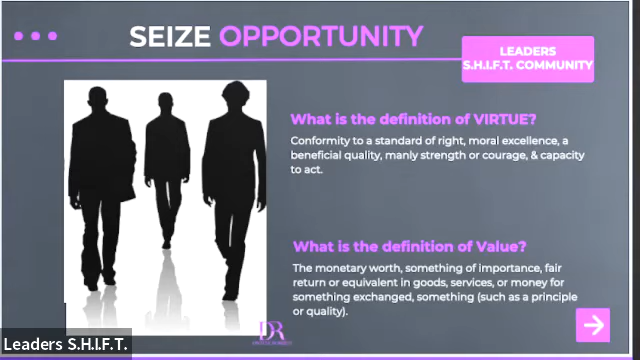 SEIZE OPPORTUNITY
LEADERS
S.H.I.F.T. COMMUNITY
What is the definition of VIRTUE?
Conformity to a standard of right, moral excellence, a
beneficial quality, manly strength or courage, & capacity
to act.
What is the definition of Value?
The monetary worth, something of importance, fair
return or equivalent in goods, services, or money for
something exchanged, something (such as a principle
or quality).
DR
Leaders S.H.I.F.T.